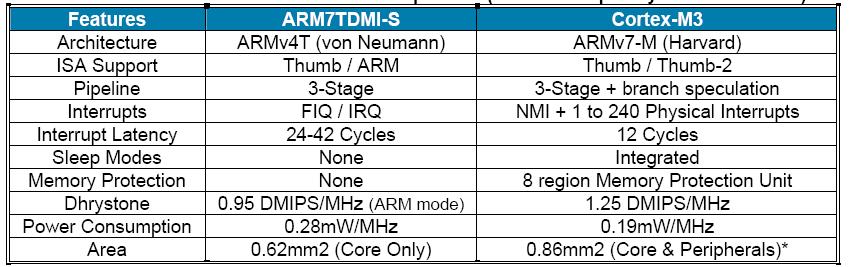 Features ARM7TDMI-S Cortex-M3
Architecture ARMv4T (von Neumann) ARMv7-M (Harvard)
ISA Support Thumb / ARM Thumb / Thumb-2
Pipeline 3-Stage 3-Stage + branch speculation
Interrupts FIQ / IRQ NMI + 1 to 240 Physical Interrupts
Interrupt Latency 24-42 Cycles 12 Cycles
Sleep Modes None Integrated
Memory Protection None 8 region Memory Protection Unit
Dhrystone 0.95 DMIPS/MHz (ARM mode) 1.25 DMIPS/MHz
Power Consumption 0.28mW/MHz 0.19mW/MHz
Area 0.62mm2 (Core Only) 0.86mm2 (Core & Peripherals)*